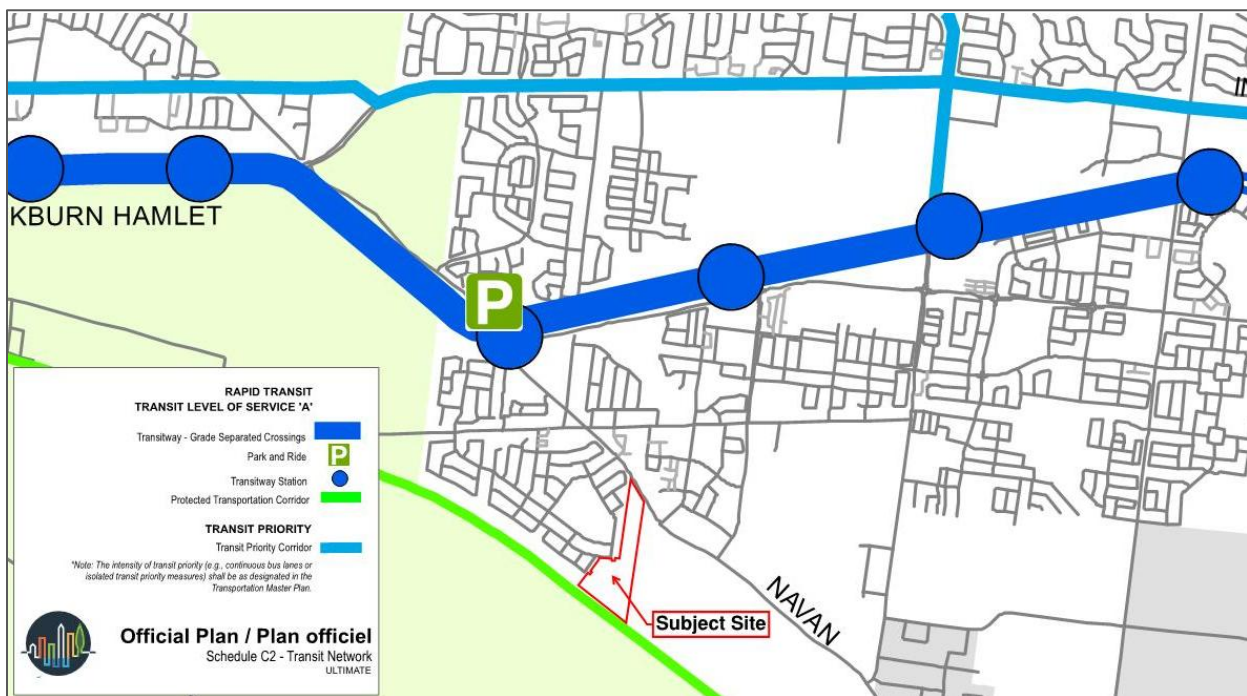 KBURN HAMLET
P
RAPID TRANSIT
TRANSIT LEVEL OF SERVICE 'A'
Transitway - Grade Separated Crossings
Park and Ride
P
Transitway Station
Protected Transportation Corridor
TRANSIT PRIORITY
Transit Priority Corridor
*Note: The intensity of transit priority (e.g., continuous bus lanes or
isolated transit priority measures) shall be as designated in the
Transportation Master Plan.
Official Plan / Plan officiel
Schedule C2 - Transit Network
ULTIMATE
Subject Site
NAVAN